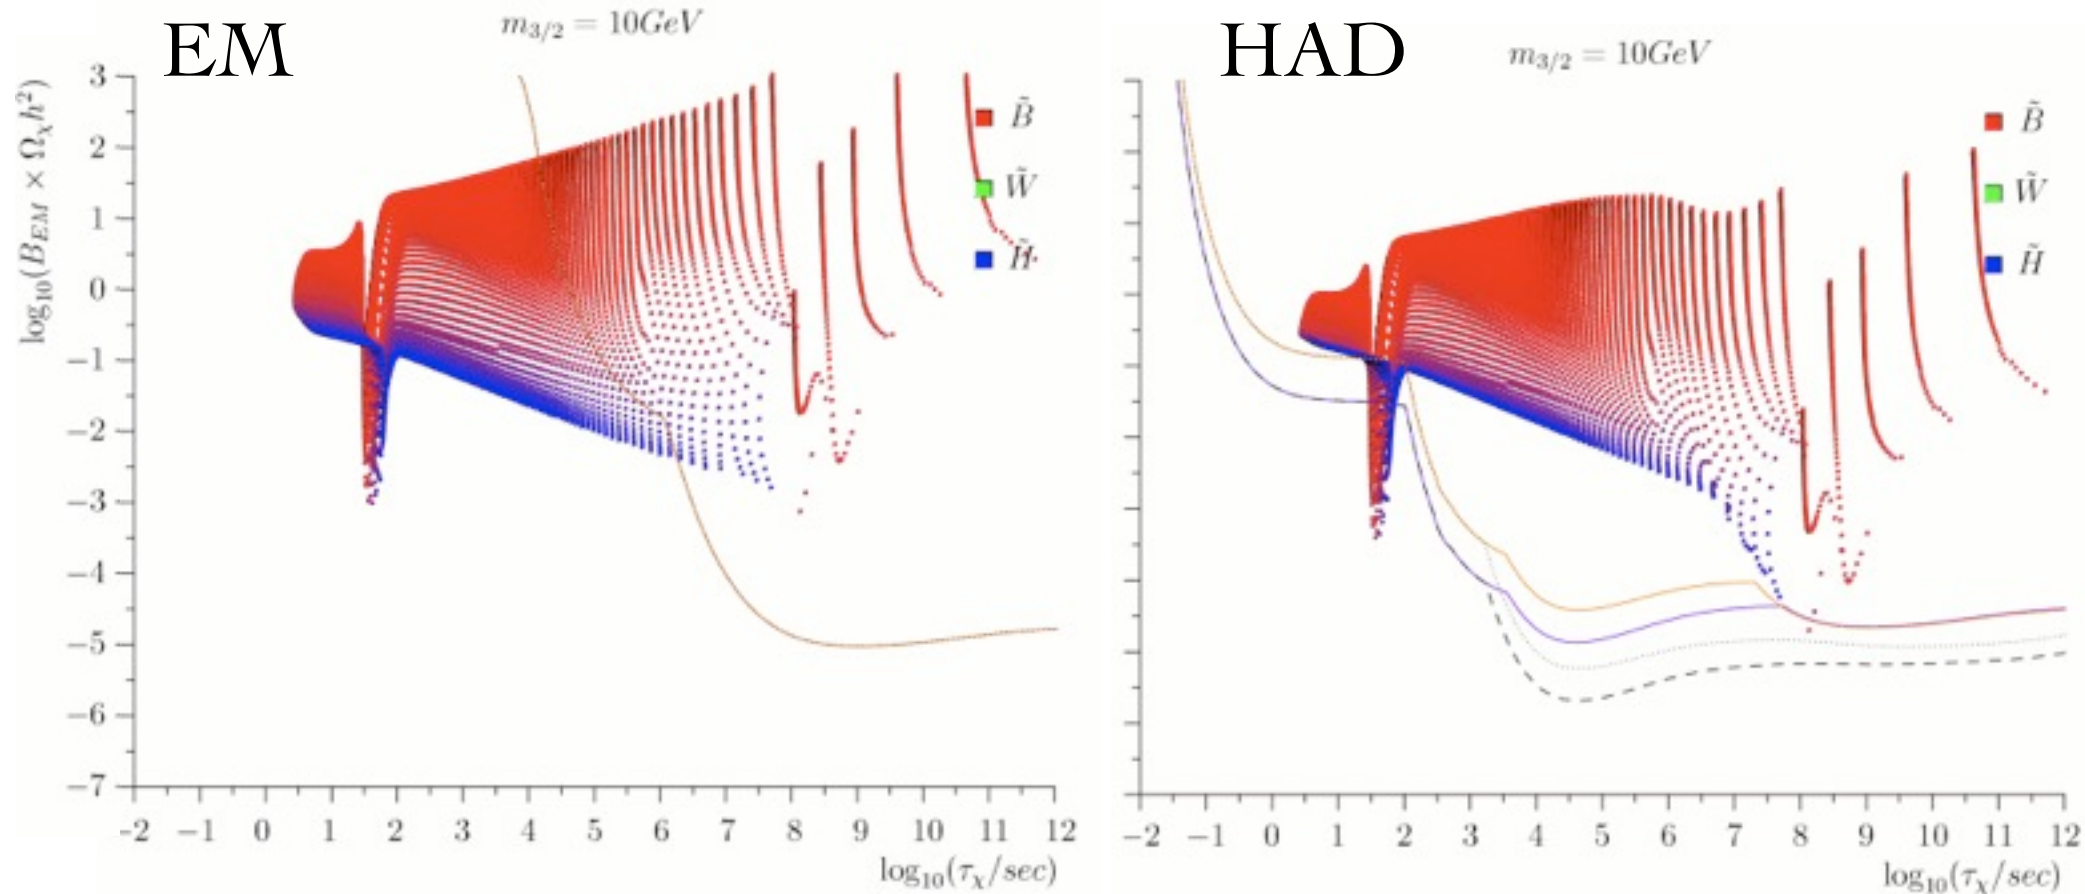 EM
m_{3/2} = 10GeV
log_{10}(B_{EM} × Ω_χ h^2)
3
2
1
0
−1
−2
−3
−4
−5
−6
−7
B̃
W̃
H̃
-2 −1 0 1 2 3 4 5 6 7 8 9 10 11 12
log_{10}(τ_χ/sec)
HAD
m_{3/2} = 10GeV
B̃
W̃
H̃
−2 −1 0 1 2 3 4 5 6 7 8 9 10 11 12
log_{10}(τ_χ/sec)